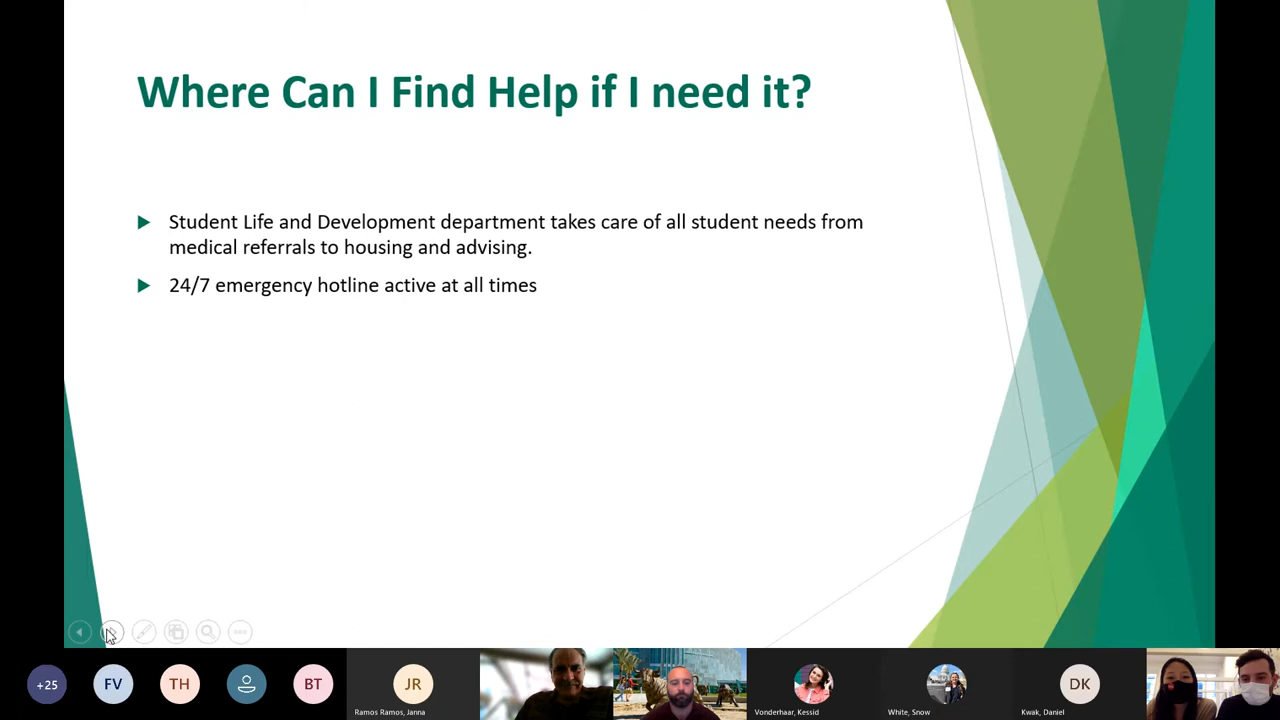 Where Can I Find Help if I need it?
Student Life and Development department takes care of all student needs from
medical referrals to housing and advising.
24/7 emergency hotline active at all times
+25
FV
TH
BT
JR
DK
Ramos Ramos, Janna
Vonderhaar, Kessid
White, Snow
Kwak, Daniel